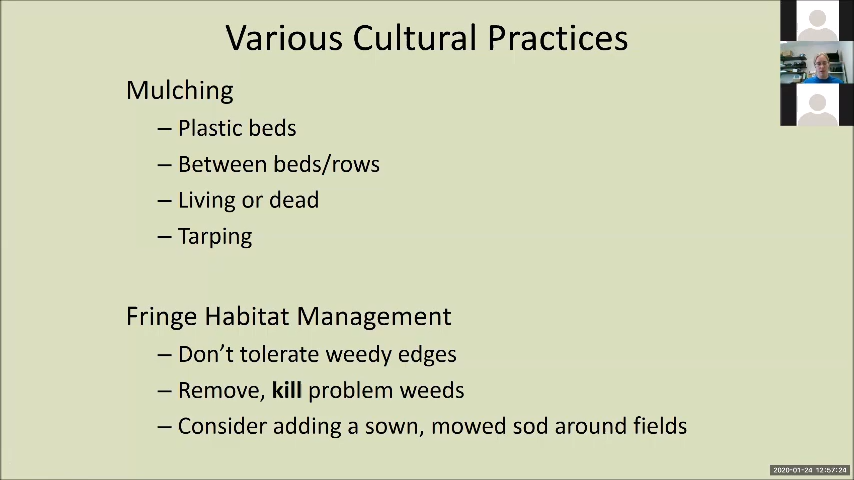 Various Cultural Practices
Mulching
– Plastic beds
– Between beds/rows
– Living or dead
– Tarping
Fringe Habitat Management
– Don’t tolerate weedy edges
– Remove, kill problem weeds
– Consider adding a sown, mowed sod around fields
2020-01-24 12:57:24